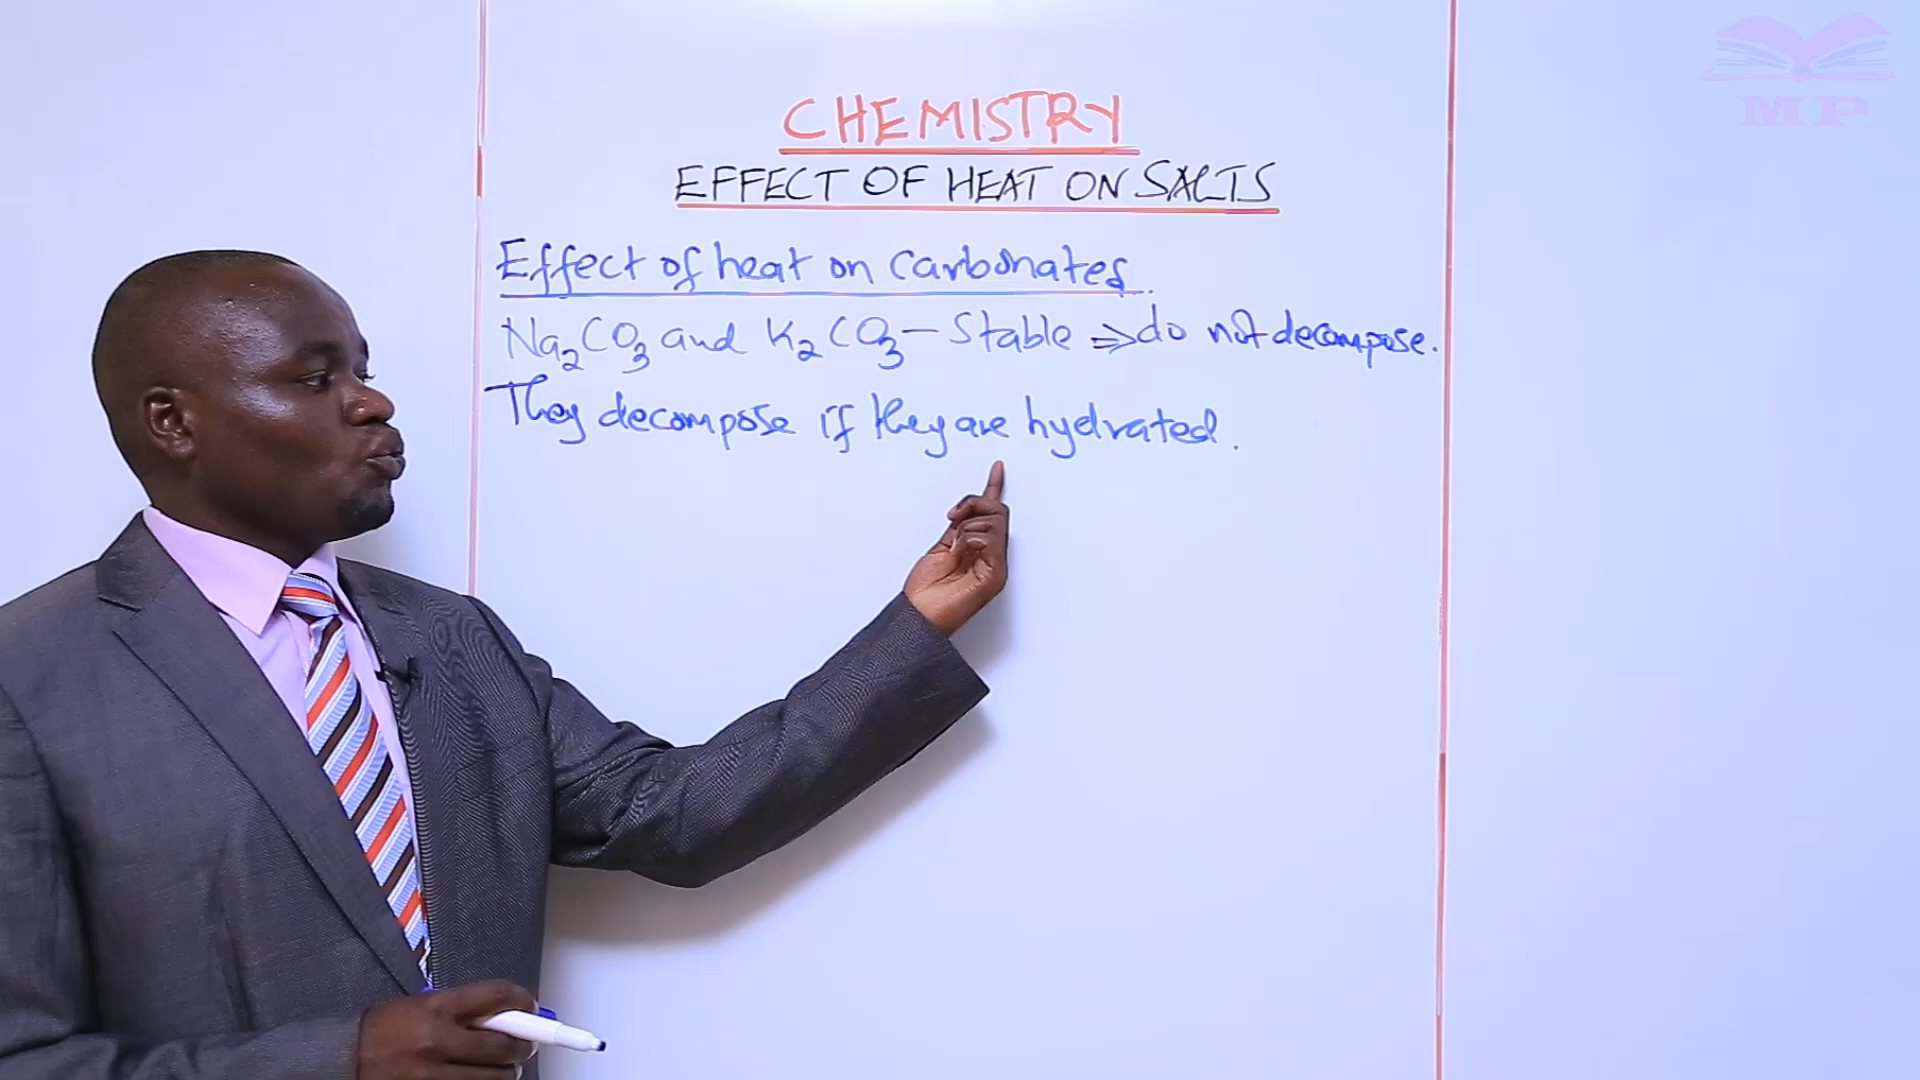 MP
CHEMISTRY
EFFECT OF HEAT ON SALTS
Effect of heat on carbonates.
Na₂CO₃ and K₂CO₃ – Stable ⇒ do not decompose.
They decompose if they are hydrated.